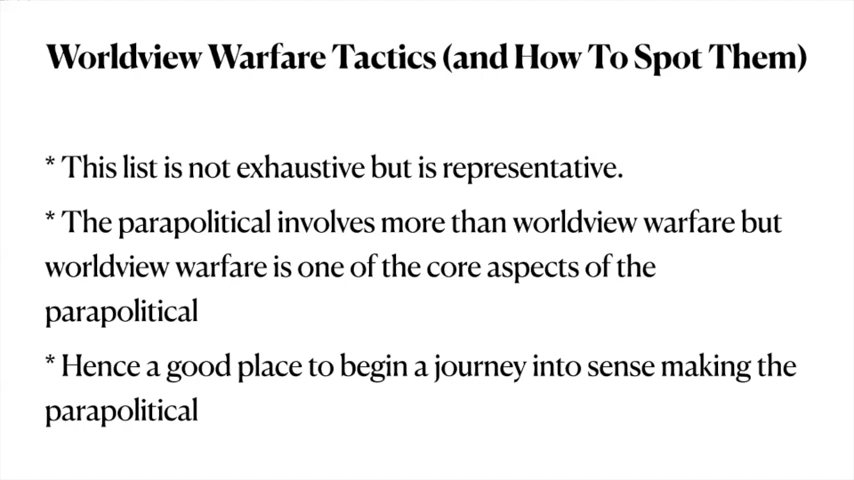 Worldview Warfare Tactics (and How To Spot Them)
* This list is not exhaustive but is representative.
* The parapolitical involves more than worldview warfare but
worldview warfare is one of the core aspects of the
parapolitical
* Hence a good place to begin a journey into sense making the
parapolitical